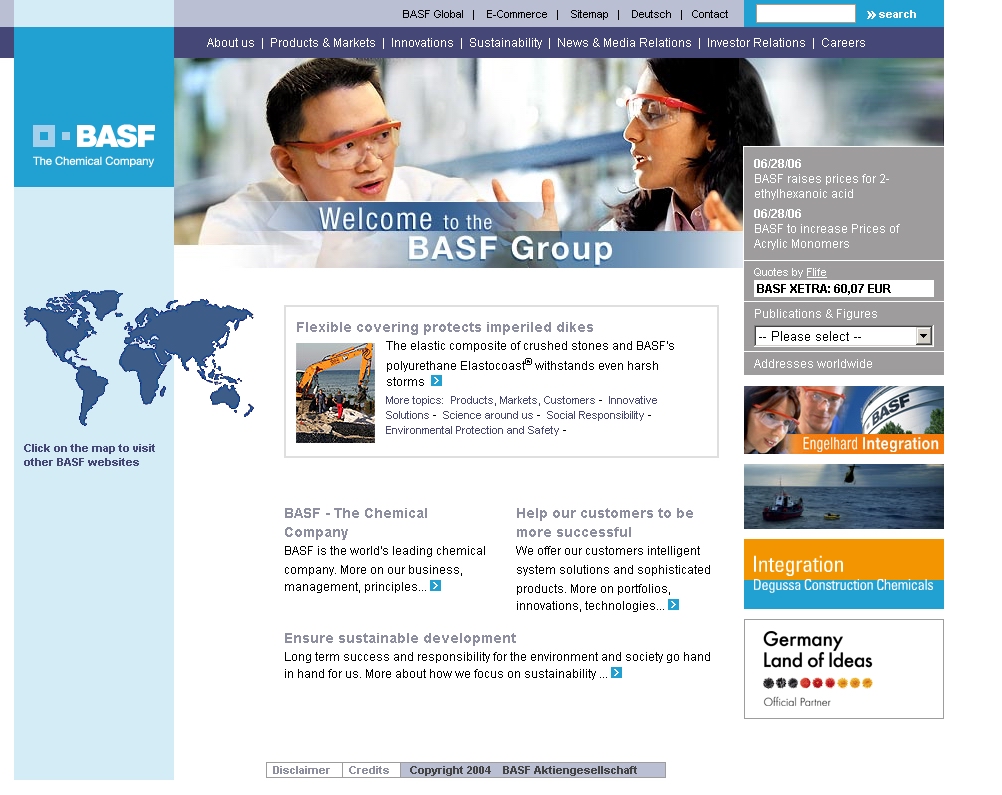 BASF Global | E-Commerce | Sitemap | Deutsch | Contact
search
About us | Products & Markets | Innovations | Sustainability | News & Media Relations | Investor Relations | Careers
BASF
The Chemical Company
Welcome to the
BASF Group
06/28/06
BASF raises prices for 2-
ethylhexanoic acid
06/28/06
BASF to increase Prices of
Acrylic Monomers
Quotes by Flife
BASF XETRA: 60,07 EUR
Publications & Figures
-- Please select --
Addresses worldwide
Click on the map to visit
other BASF websites
Flexible covering protects imperiled dikes
The elastic composite of crushed stones and BASF's
polyurethane Elastocoast® withstands even harsh
storms
More topics: Products, Markets, Customers - Innovative
Solutions - Science around us - Social Responsibility -
Environmental Protection and Safety -
BASF
Engelhard Integration
Integration
Degussa Construction Chemicals
Germany
Land of Ideas
Official Partner
BASF - The Chemical
Company
BASF is the world's leading chemical
company. More on our business,
management, principles...
Help our customers to be
more successful
We offer our customers intelligent
system solutions and sophisticated
products. More on portfolios,
innovations, technologies...
Ensure sustainable development
Long term success and responsibility for the environment and society go hand
in hand for us. More about how we focus on sustainability ...
Disclaimer Credits Copyright 2004 BASF Aktiengesellschaft